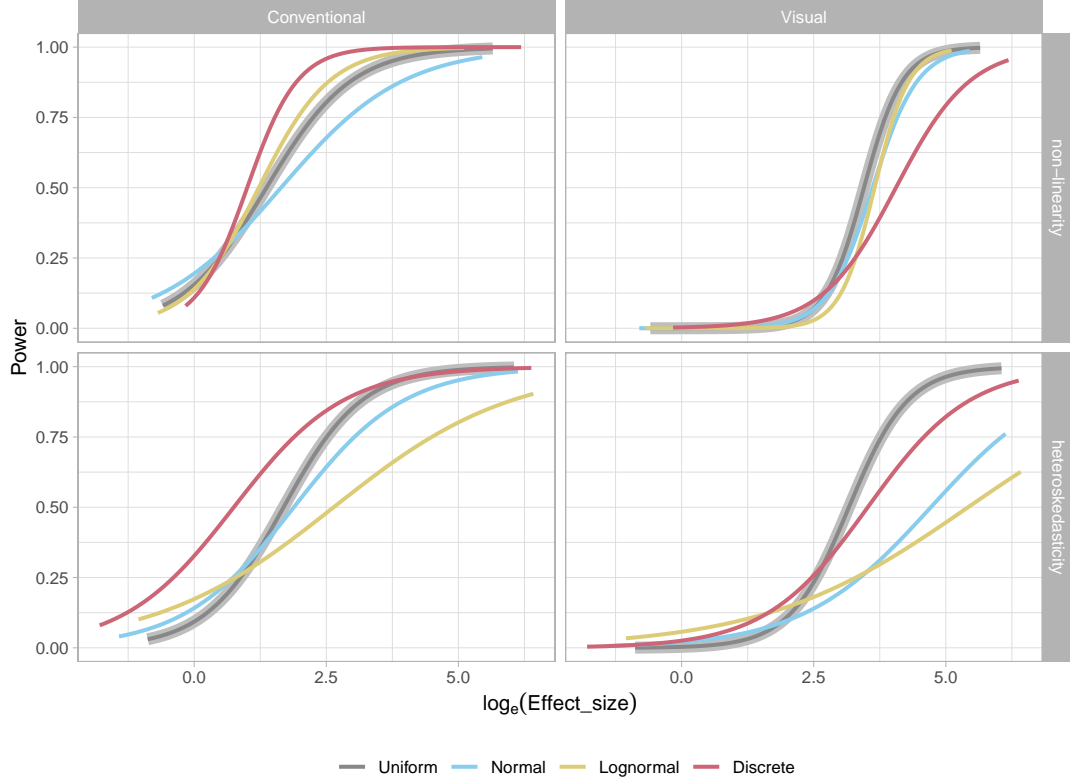 Conventional
Visual
1.00
0.75
0.50
0.25
0.00
non−linearity
Power
1.00
0.75
0.50
0.25
0.00
heteroskedasticity
0.0 2.5 5.0
0.0 2.5 5.0
logₑ(Effect_size)
Uniform Normal Lognormal Discrete